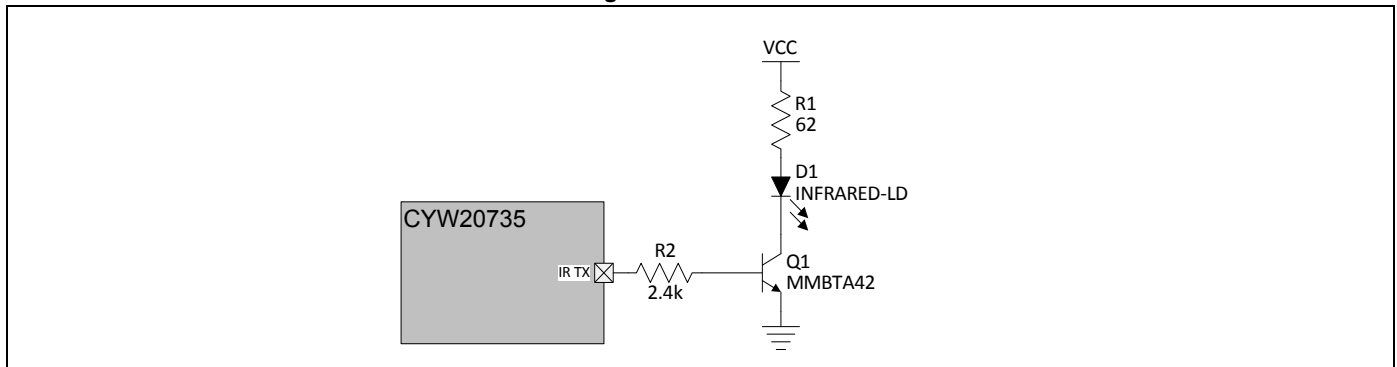 VCC
R1
62
D1
INFRARED-LD
CYW20735
IR TX
R2
2.4k
Q1
MMBTA42